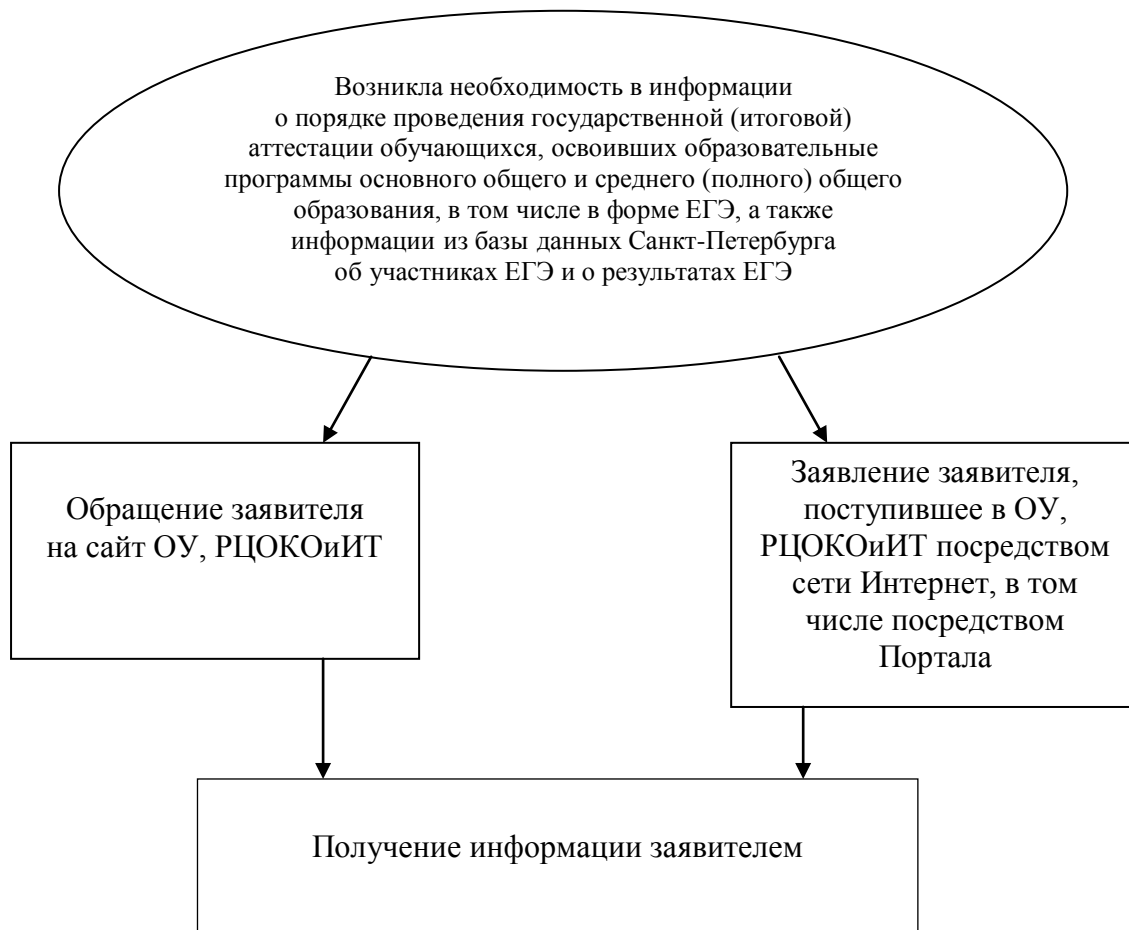 Возникла необходимость в информации
о порядке проведения государственной (итоговой)
аттестации обучающихся, освоивших образовательные
программы основного общего и среднего (полного) общего
образования, в том числе в форме ЕГЭ, а также
информации из базы данных Санкт-Петербурга
об участниках ЕГЭ и о результатах ЕГЭ
Обращение заявителя
на сайт ОУ, РЦОКОиИТ
Заявление заявителя,
поступившее в ОУ,
РЦОКОиИТ посредством
сети Интернет, в том
числе посредством
Портала
Получение информации заявителем